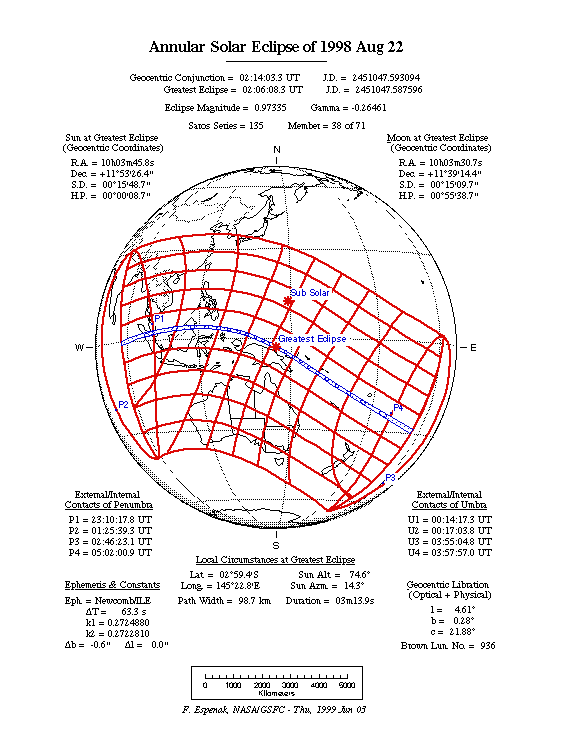 Annular Solar Eclipse of 1998 Aug 22
Geocentric Conjunction = 02:14:03.3 UT J.D. = 2451047.593094
Greatest Eclipse = 02:06:08.3 UT J.D. = 2451047.587596
Eclipse Magnitude = 0.97335 Gamma = -0.26461
Saros Series = 135 Member = 38 of 71
Sun at Greatest Eclipse
(Geocentric Coordinates)
R.A. = 10h03m45.8s
Dec. = +11°53'26.4"
S.D. = 00°15'48.7"
H.P. = 00°00'08.7"
Moon at Greatest Eclipse
(Geocentric Coordinates)
R.A. = 10h03m30.7s
Dec. = +11°39'14.4"
S.D. = 00°15'09.7"
H.P. = 00°55'38.7"
N
Sub Solar
P1
Greatest Eclipse
W
E
P2
P4
P3
S
External/Internal
Contacts of Penumbra
P1 = 23:10:17.8 UT
P2 = 01:25:39.3 UT
P3 = 02:46:23.1 UT
P4 = 05:02:00.9 UT
External/Internal
Contacts of Umbra
U1 = 00:14:17.3 UT
U2 = 00:17:03.8 UT
U3 = 03:55:04.8 UT
U4 = 03:57:57.0 UT
Local Circumstances at Greatest Eclipse
Lat. = 02°59.4'S Sun Alt. = 74.6°
Long. = 145°22.8'E Sun Azm. = 14.3°
Path Width = 98.7 km Duration = 03m13.9s
Ephemeris & Constants
Eph. = Newcomb/ILE
ΔT = 63.3 s
k1 = 0.2724880
k2 = 0.2722810
Δb = -0.6" Δl = 0.0"
Geocentric Libration
(Optical + Physical)
l = 4.61°
b = 0.28°
c = 21.88°
Brown Lun. No. = 936
0 1000 2000 3000 4000 5000
Kilometers
F. Espenak, NASA/GSFC - Thu, 1999 Jun 03